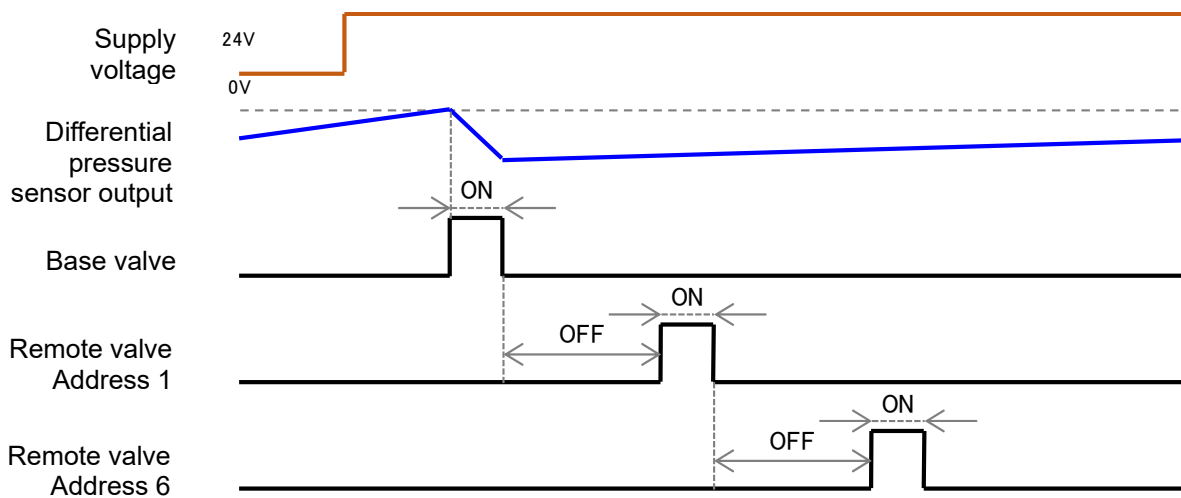 Supply
voltage
24V
0V
Differential
pressure
sensor output
ON
Base valve
ON
OFF
Remote valve
Address 1
ON
OFF
Remote valve
Address 6